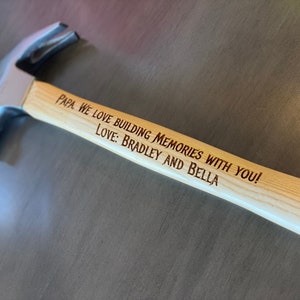 Papa, We love building Memories with you!
Love: Bradley and Bella